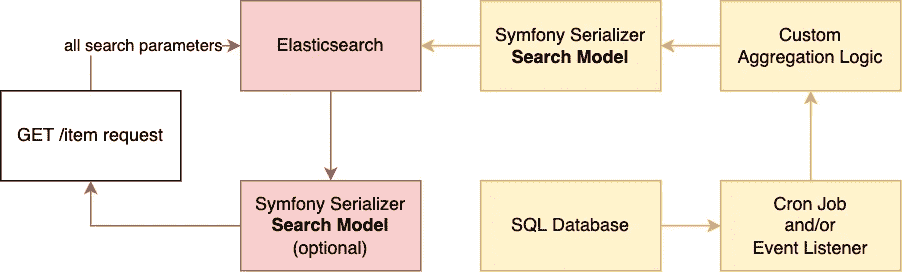 all search parameters
Elasticsearch
Symfony Serializer
Search Model
Custom
Aggregation Logic
GET /item request
Symfony Serializer
Search Model
(optional)
SQL Database
Cron Job
and/or
Event Listener